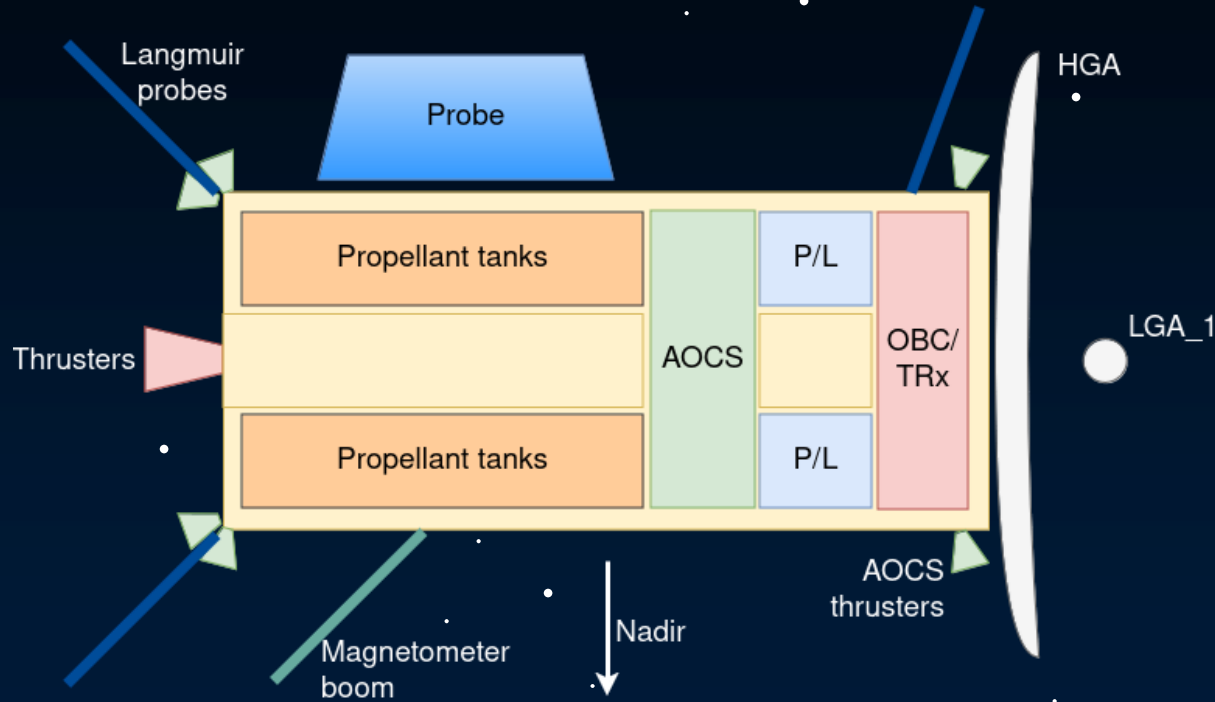 Langmuir
probes
Probe
HGA
Propellant tanks
P/L
LGA_1
Thrusters
AOCS
OBC/
TRx
Propellant tanks
P/L
AOCS
thrusters
Nadir
Magnetometer
boom